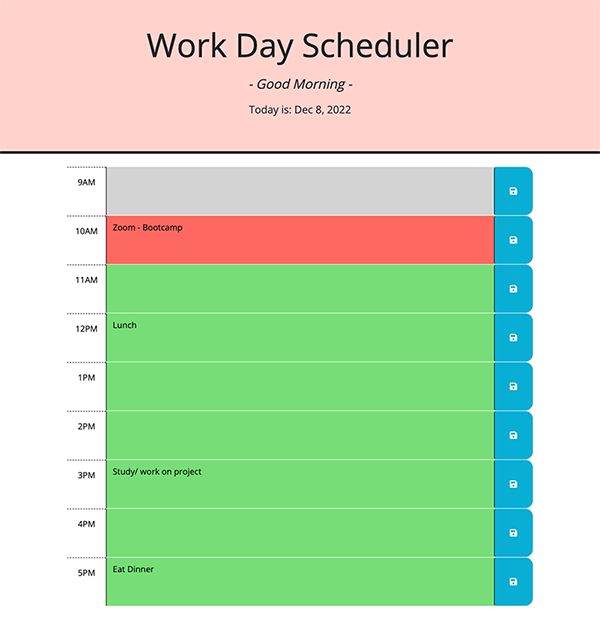 Work Day Scheduler
- Good Morning -
Today is: Dec 8, 2022
9AM
10AM Zoom - Bootcamp
11AM
12PM Lunch
1PM
2PM
3PM Study/ work on project
4PM
5PM Eat Dinner